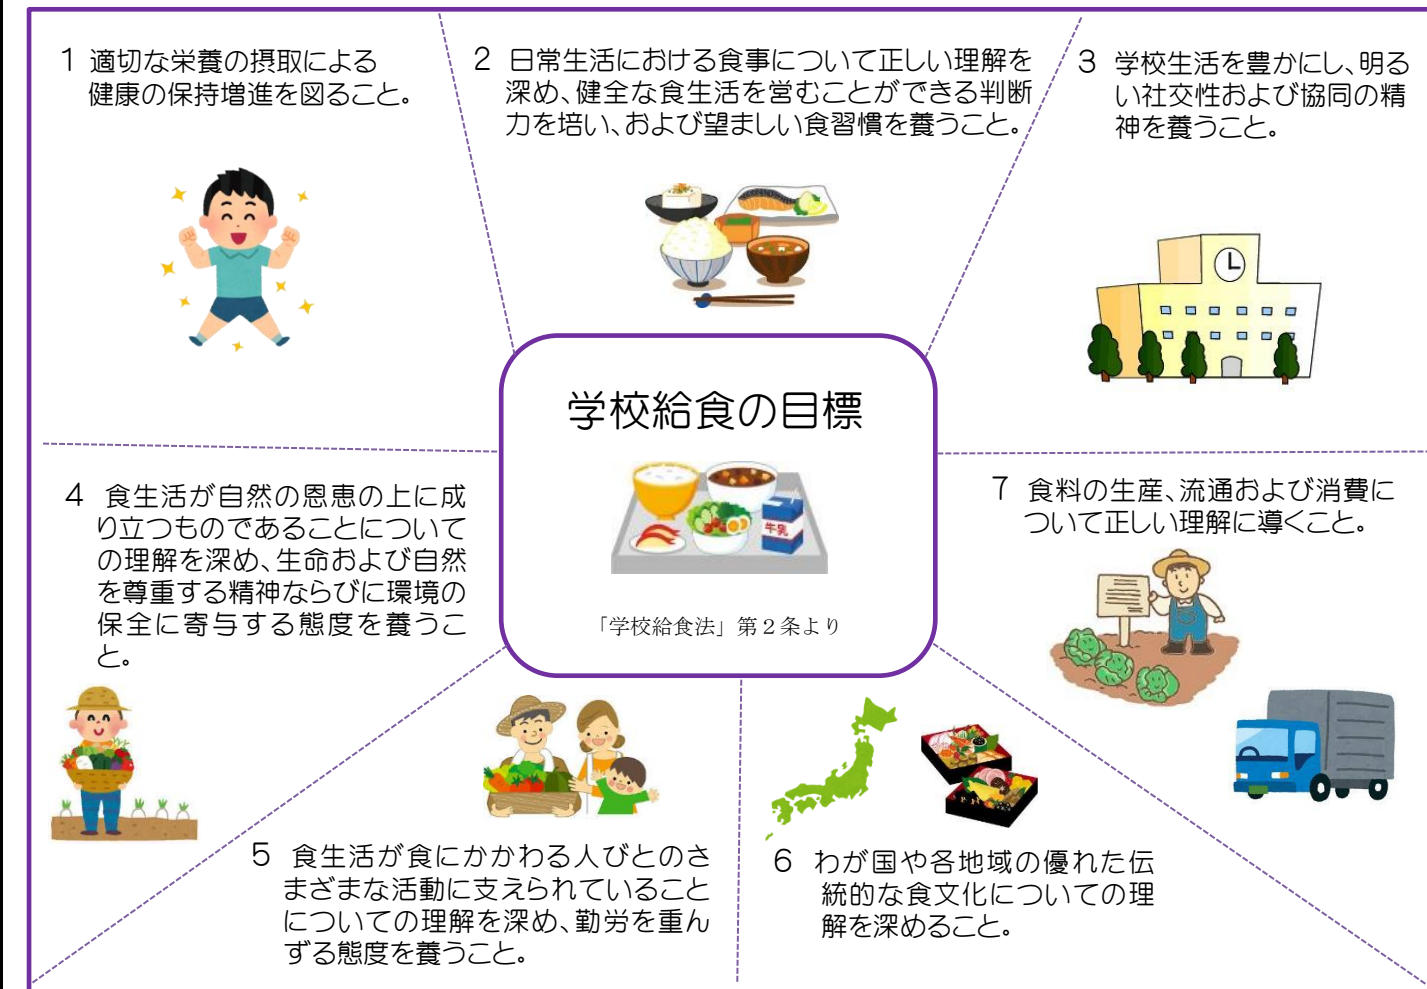 1 適切な栄養の摂取による
健康の保持増進を図ること。
2 日常生活における食事について正しい理解を
深め、健全な食生活を営むことができる判断
力を培い、および望ましい食習慣を養うこと。
3 学校生活を豊かにし、明る
い社交性および協同の精
神を養うこと。
学校給食の目標
牛乳
「学校給食法」第2条より
4 食生活が自然の恩恵の上に成
り立つものであることについて
の理解を深め、生命および自然
を尊重する精神ならびに環境の
保全に寄与する態度を養うこ
と。
5 食生活が食にかかわる人びとのさ
まざまな活動に支えられていること
についての理解を深め、勤労を重ん
ずる態度を養うこと。
6 わが国や各地域の優れた伝
統的な食文化についての理
解を深めること。
7 食料の生産、流通および消費に
ついて正しい理解に導くこと。